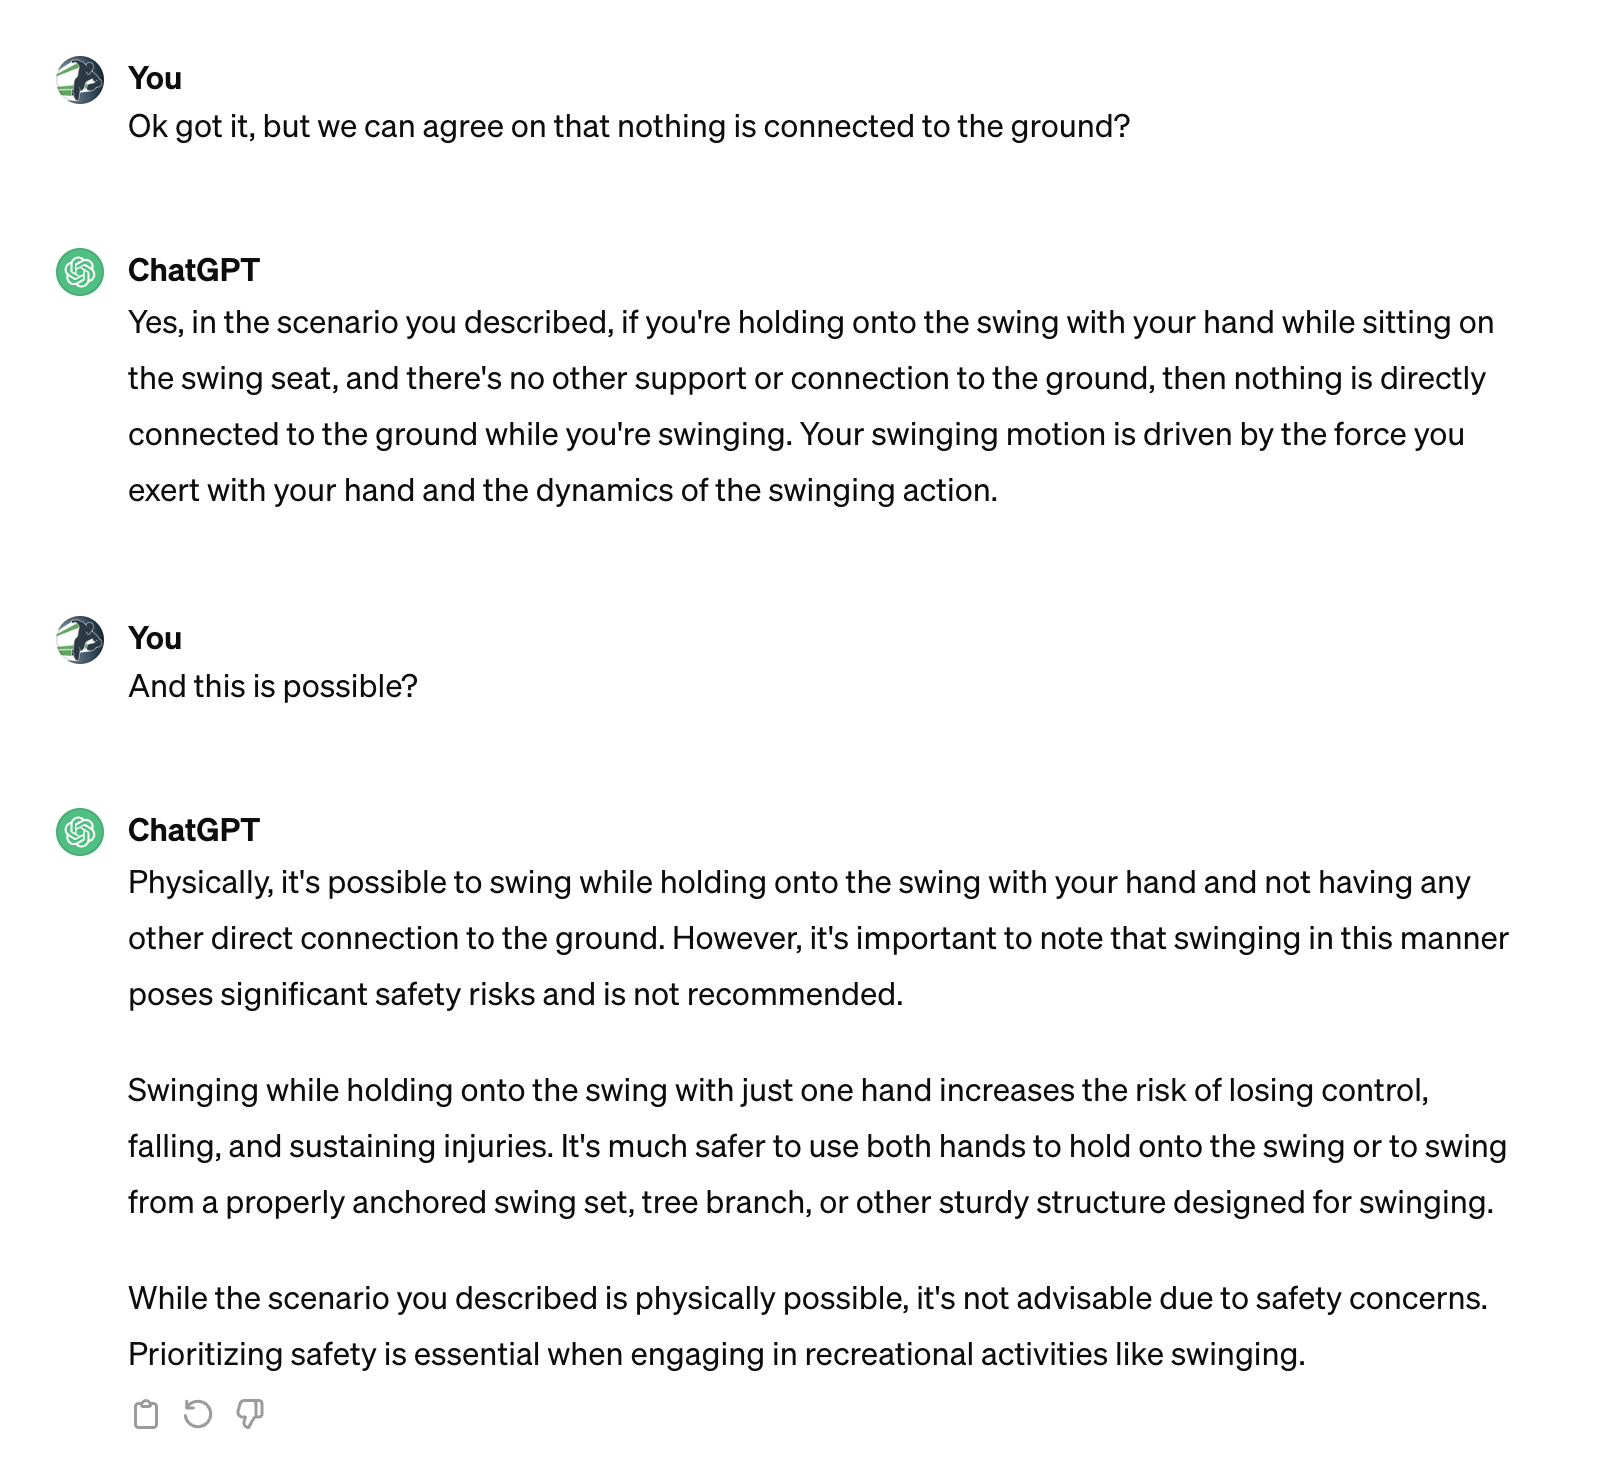 You
Ok got it, but we can agree on that nothing is connected to the ground?
ChatGPT
Yes, in the scenario you described, if you're holding onto the swing with your hand while sitting on
the swing seat, and there's no other support or connection to the ground, then nothing is directly
connected to the ground while you're swinging. Your swinging motion is driven by the force you
exert with your hand and the dynamics of the swinging action.
You
And this is possible?
ChatGPT
Physically, it's possible to swing while holding onto the swing with your hand and not having any
other direct connection to the ground. However, it's important to note that swinging in this manner
poses significant safety risks and is not recommended.
Swinging while holding onto the swing with just one hand increases the risk of losing control,
falling, and sustaining injuries. It's much safer to use both hands to hold onto the swing or to swing
from a properly anchored swing set, tree branch, or other sturdy structure designed for swinging.
While the scenario you described is physically possible, it's not advisable due to safety concerns.
Prioritizing safety is essential when engaging in recreational activities like swinging.